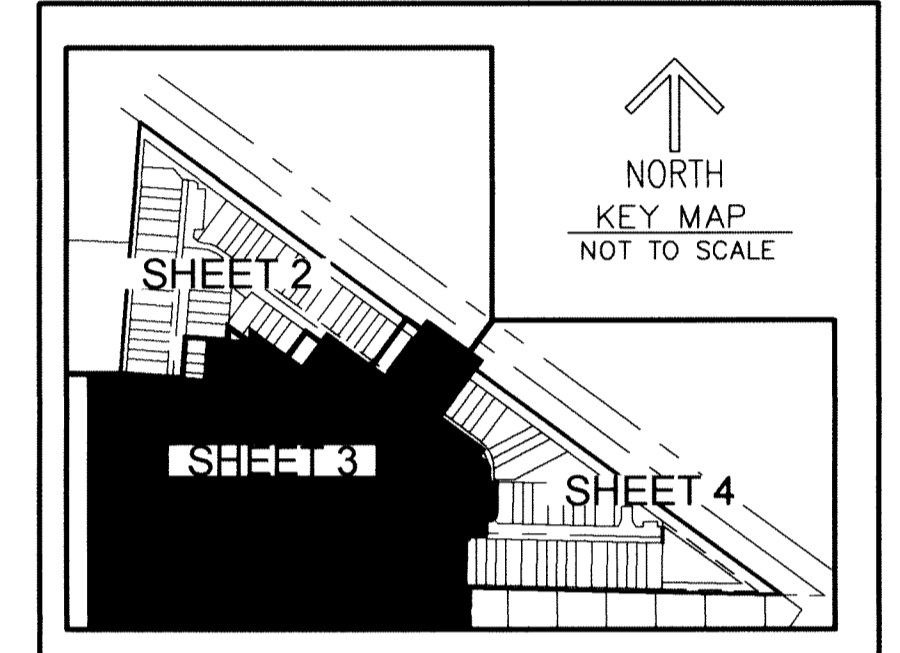 NORTH
KEY MAP
NOT TO SCALE
SHEET 2
SHEET 3
SHEET 4